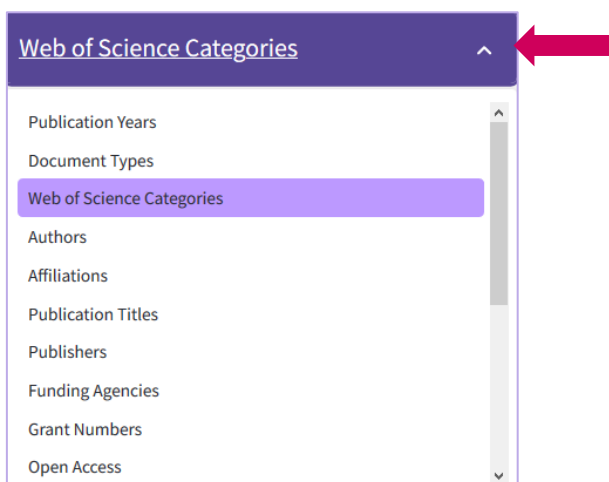 Web of Science Categories
Publication Years
Document Types
Web of Science Categories
Authors
Affiliations
Publication Titles
Publishers
Funding Agencies
Grant Numbers
Open Access